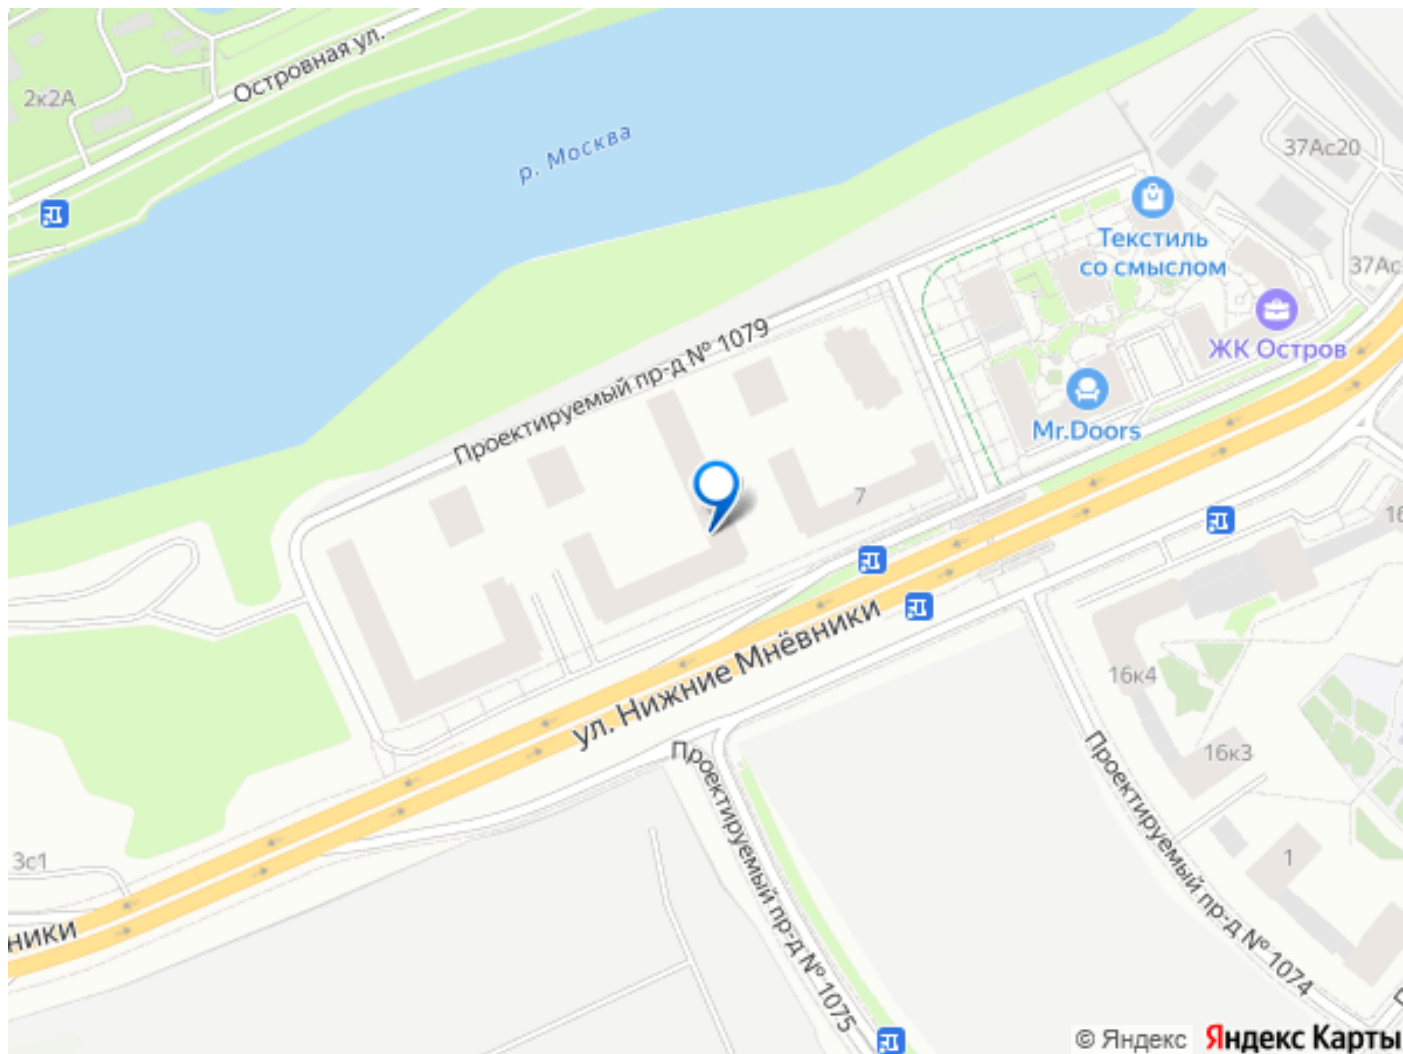 Островная ул.
2к2А
р. Москва
37Ас20
Текстиль
со смыслом
37Ас
ЖК Остров
Проектируемый пр-д № 1079
Mr.Doors
7
16
ул. Нижние Мнёвники
16к4
16к3
Проектируемый пр-д № 1075
Проектируемый пр-д № 1074
1
3с1
ники
© Яндекс Яндекс Карты